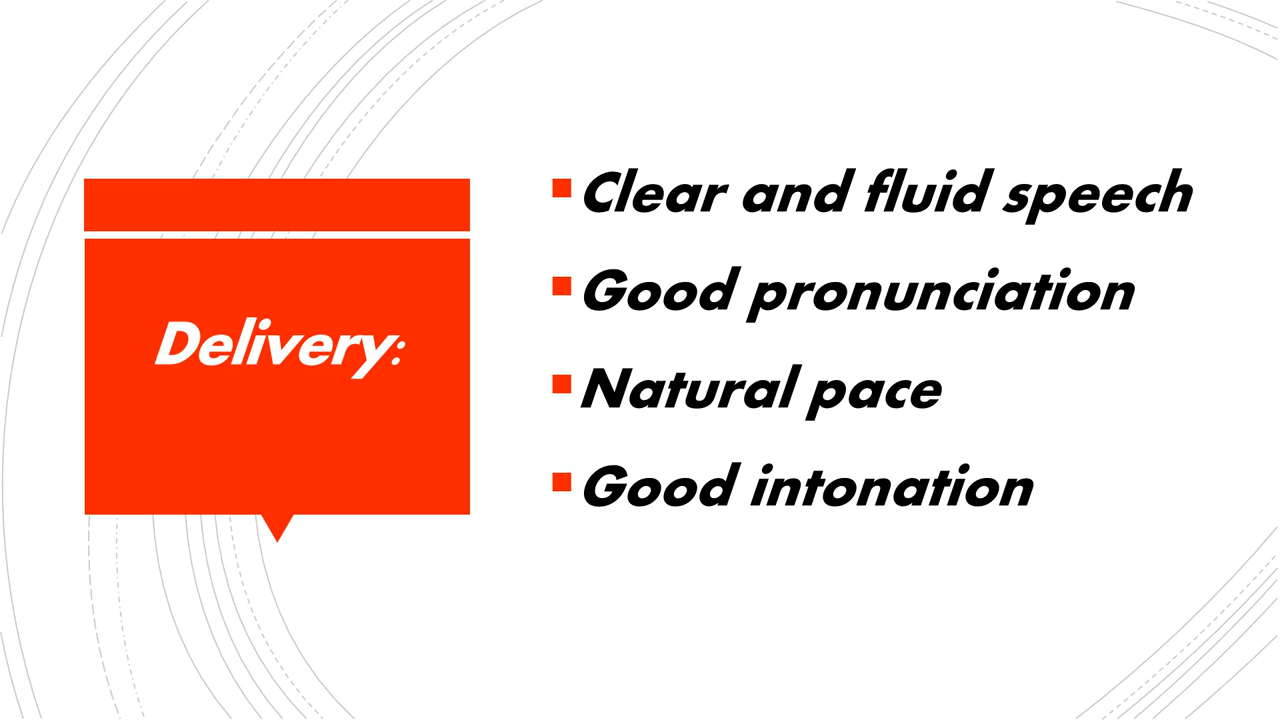 Delivery:
Clear and fluid speech
Good pronunciation
Natural pace
Good intonation